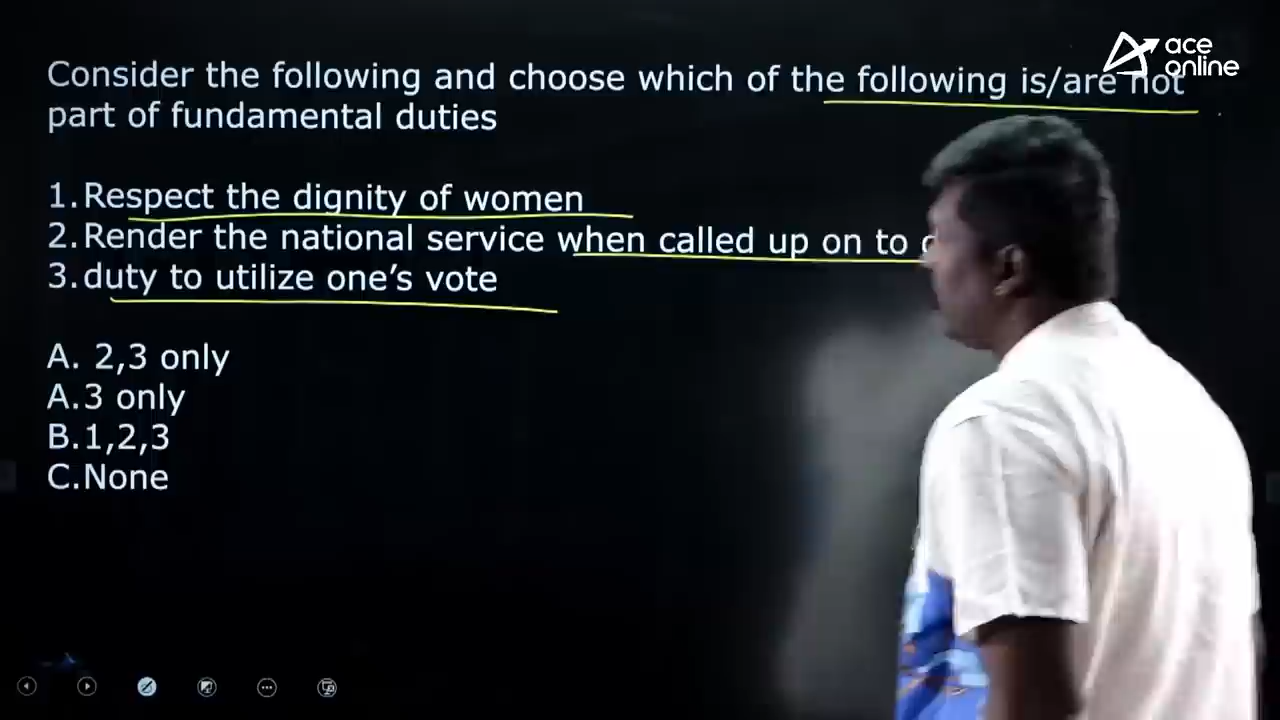 ace
online
Consider the following and choose which of the following is/are not
part of fundamental duties
1. Respect the dignity of women
2. Render the national service when called up on to
3. duty to utilize one’s vote
A. 2,3 only
A. 3 only
B. 1,2,3
C. None